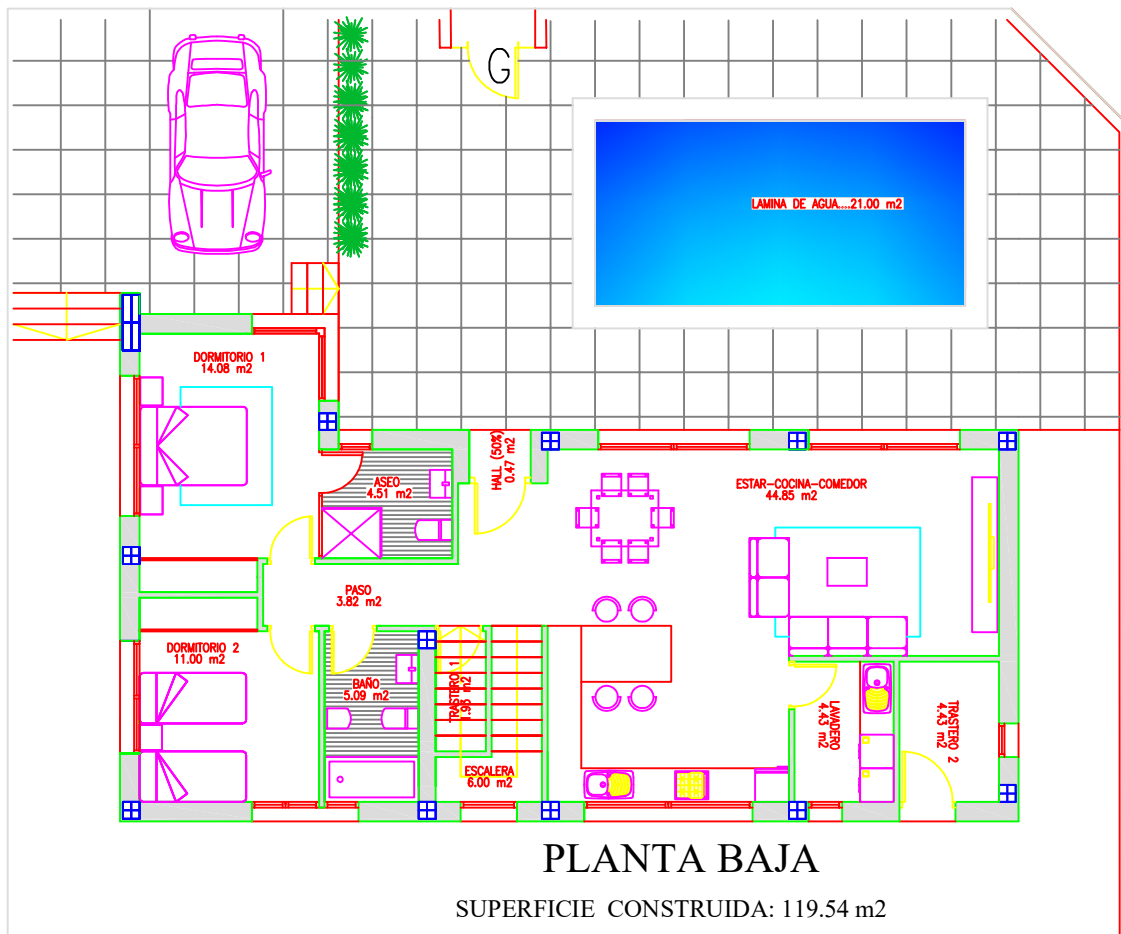 G
LAMINA DE AGUA....21.00 m2
DORMITORIO 1
14.08 m2
HALL (50%)
0.47 m2
ASEO
4.51 m2
ESTAR-COCINA-COMEDOR
44.85 m2
PASO
3.82 m2
DORMITORIO 2
11.00 m2
BAÑO
5.09 m2
TRASTERO 1
1.95 m2
ESCALERA
6.00 m2
LAVADERO
4.43 m2
TRASTERO 2
4.43 m2
PLANTA BAJA
SUPERFICIE CONSTRUIDA: 119.54 m2